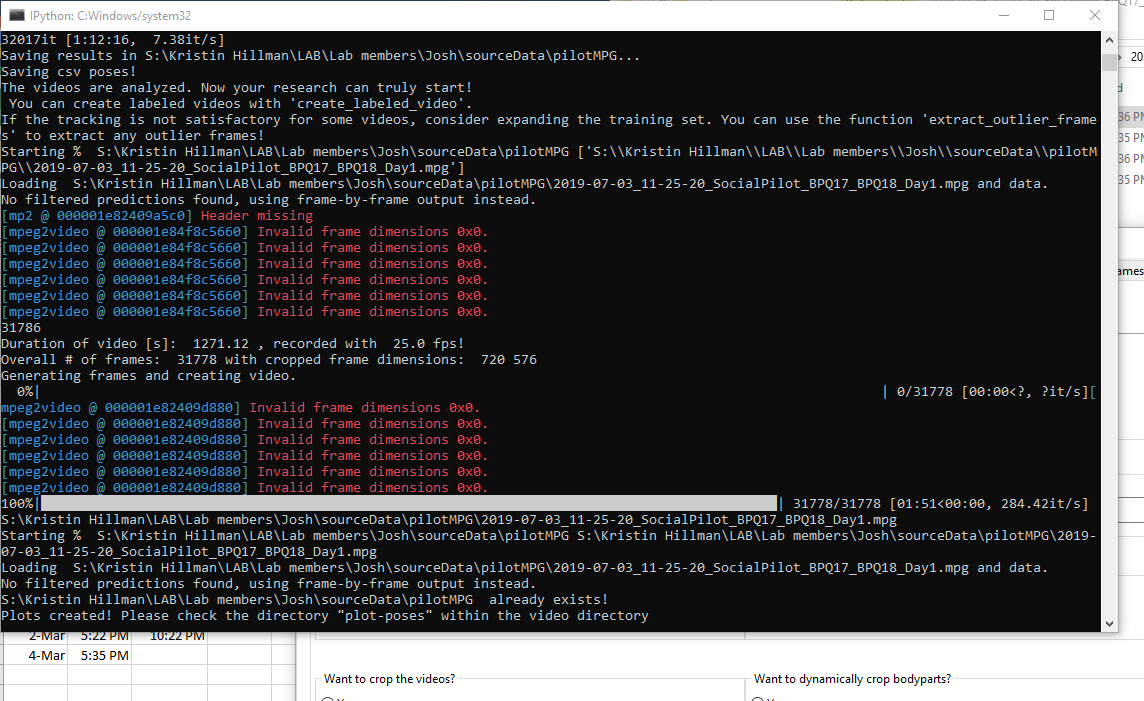 IPython: C:Windows/system32
32017it [1:12:16,  7.38it/s]
Saving results in S:\Kristin Hillman\LAB\Lab members\Josh\sourceData\pilotMPG...
Saving csv poses!
The videos are analyzed. Now your research can truly start!
 You can create labeled videos with 'create_labeled_video'.
If the tracking is not satisfactory for some videos, consider expanding the training set. You can use the function 'extract_outlier_frame
s' to extract any outlier frames!
Starting %  S:\Kristin Hillman\LAB\Lab members\Josh\sourceData\pilotMPG ['S:\\Kristin Hillman\\LAB\\Lab members\\Josh\\sourceData\\pilotM
PG\\2019-07-03_11-25-20_SocialPilot_BPQ17_BPQ18_Day1.mpg']
Loading  S:\Kristin Hillman\LAB\Lab members\Josh\sourceData\pilotMPG\2019-07-03_11-25-20_SocialPilot_BPQ17_BPQ18_Day1.mpg and data.
No filtered predictions found, using frame-by-frame output instead.
[mp2 @ 000001e82409a5c0] Header missing
[mpeg2video @ 000001e84f8c5660] Invalid frame dimensions 0x0.
[mpeg2video @ 000001e84f8c5660] Invalid frame dimensions 0x0.
[mpeg2video @ 000001e84f8c5660] Invalid frame dimensions 0x0.
[mpeg2video @ 000001e84f8c5660] Invalid frame dimensions 0x0.
[mpeg2video @ 000001e84f8c5660] Invalid frame dimensions 0x0.
[mpeg2video @ 000001e84f8c5660] Invalid frame dimensions 0x0.
31786
Duration of video [s]:  1271.12 , recorded with  25.0 fps!
Overall # of frames:  31778 with cropped frame dimensions:  720 576
Generating frames and creating video.
  0%| | 0/31778 [00:00<?, ?it/s][
mpeg2video @ 000001e82409d880] Invalid frame dimensions 0x0.
[mpeg2video @ 000001e82409d880] Invalid frame dimensions 0x0.
[mpeg2video @ 000001e82409d880] Invalid frame dimensions 0x0.
[mpeg2video @ 000001e82409d880] Invalid frame dimensions 0x0.
[mpeg2video @ 000001e82409d880] Invalid frame dimensions 0x0.
[mpeg2video @ 000001e82409d880] Invalid frame dimensions 0x0.
100%| | 31778/31778 [01:51<00:00, 284.42it/s]
S:\Kristin Hillman\LAB\Lab members\Josh\sourceData\pilotMPG\2019-07-03_11-25-20_SocialPilot_BPQ17_BPQ18_Day1.mpg
Starting %  S:\Kristin Hillman\LAB\Lab members\Josh\sourceData\pilotMPG S:\Kristin Hillman\LAB\Lab members\Josh\sourceData\pilotMPG\2019-
07-03_11-25-20_SocialPilot_BPQ17_BPQ18_Day1.mpg
Loading  S:\Kristin Hillman\LAB\Lab members\Josh\sourceData\pilotMPG\2019-07-03_11-25-20_SocialPilot_BPQ17_BPQ18_Day1.mpg and data.
No filtered predictions found, using frame-by-frame output instead.
S:\Kristin Hillman\LAB\Lab members\Josh\sourceData\pilotMPG  already exists!
Plots created! Please check the directory "plot-poses" within the video directory
2-Mar 5:22 PM 10:22 PM
4-Mar 5:35 PM
Want to crop the videos?
Want to dynamically crop bodyparts?